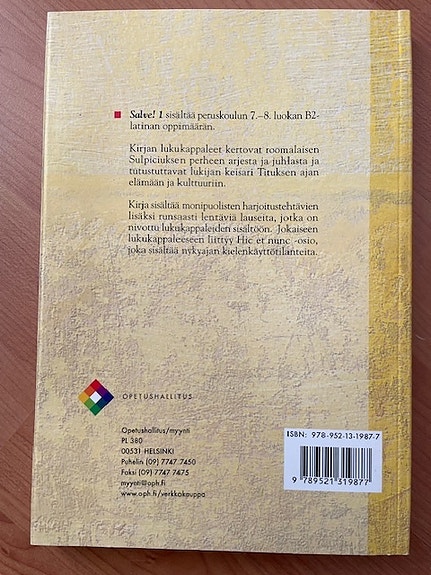 Salve! 1 sisältää peruskoulun 7.–8. luokan B2-
latinan oppimäärän.
Kirjan lukukappaleet kertovat roomalaisen
Sulpiciuksen perheen arjesta ja juhlasta ja
tutustuttavat lukijan keisari Tituksen ajan
elämään ja kulttuuriin.
Kirja sisältää monipuolisten harjoitustehtävien
lisäksi runsaasti lentäviä lauseita, jotka on
nivottu lukukappaleiden sisältöön. Jokaiseen
lukukappaleeseen liittyy Hic et nunc -osio,
joka sisältää nykyajan kielenkäyttötilanteita.
OPETUSHALLITUS
Opetushallitus/myynti
PL 380
00531 HELSINKI
Puhelin (09) 7747 7450
Faksi (09) 7747 7475
myynti@oph.fi
www.oph.fi/verkkokauppa
ISBN: 978-952-13-1987-7
9 789521 319877